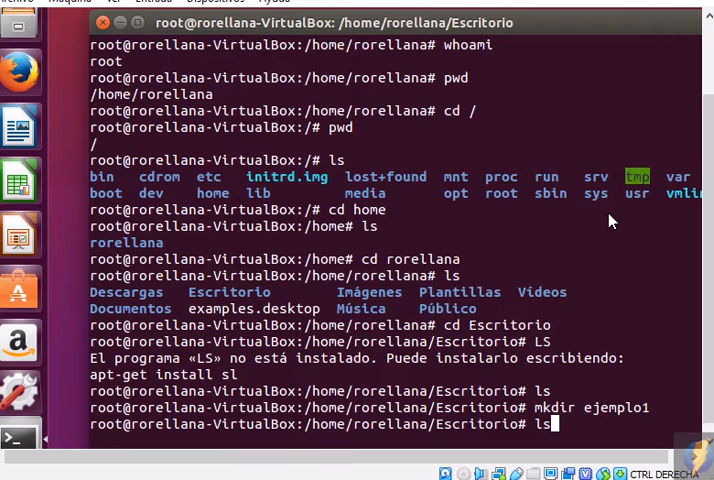 Archivo Máquina Ver Entrada Dispositivos Ayuda
root@rorellana-VirtualBox: /home/rorellana/Escritorio
root@rorellana-VirtualBox:/home/rorellana# whoami
root
root@rorellana-VirtualBox:/home/rorellana# pwd
/home/rorellana
root@rorellana-VirtualBox:/home/rorellana# cd /
root@rorellana-VirtualBox:/# pwd
/
root@rorellana-VirtualBox:/# ls
bin cdrom etc initrd.img lost+found mnt proc run srv tmp var
boot dev home lib media opt root sbin sys usr vmlin
root@rorellana-VirtualBox:/# cd home
root@rorellana-VirtualBox:/home# ls
rorellana
root@rorellana-VirtualBox:/home# cd rorellana
root@rorellana-VirtualBox:/home/rorellana# ls
Descargas Escritorio Imágenes Plantillas Vídeos
Documentos examples.desktop Música Público
root@rorellana-VirtualBox:/home/rorellana# cd Escritorio
root@rorellana-VirtualBox:/home/rorellana/Escritorio# LS
El programa «LS» no está instalado. Puede instalarlo escribiendo:
apt-get install sl
root@rorellana-VirtualBox:/home/rorellana/Escritorio# ls
root@rorellana-VirtualBox:/home/rorellana/Escritorio# mkdir ejemplo1
root@rorellana-VirtualBox:/home/rorellana/Escritorio# ls
CTRL DERECHA